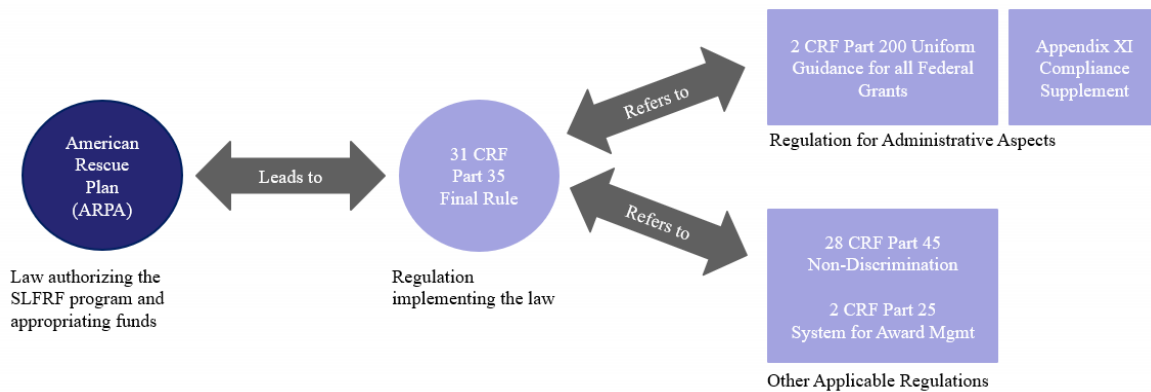 American
Rescue
Plan
(ARPA)
Law authorizing the
SLFRF program and
appropriating funds
Leads to
31 CRF
Part 35
Final Rule
Regulation
implementing the law
Refers to
2 CRF Part 200 Uniform
Guidance for all Federal
Grants
Appendix XI
Compliance
Supplement
Regulation for Administrative Aspects
Refers to
28 CRF Part 45
Non-Discrimination
2 CRF Part 25
System for Award Mgmt
Other Applicable Regulations